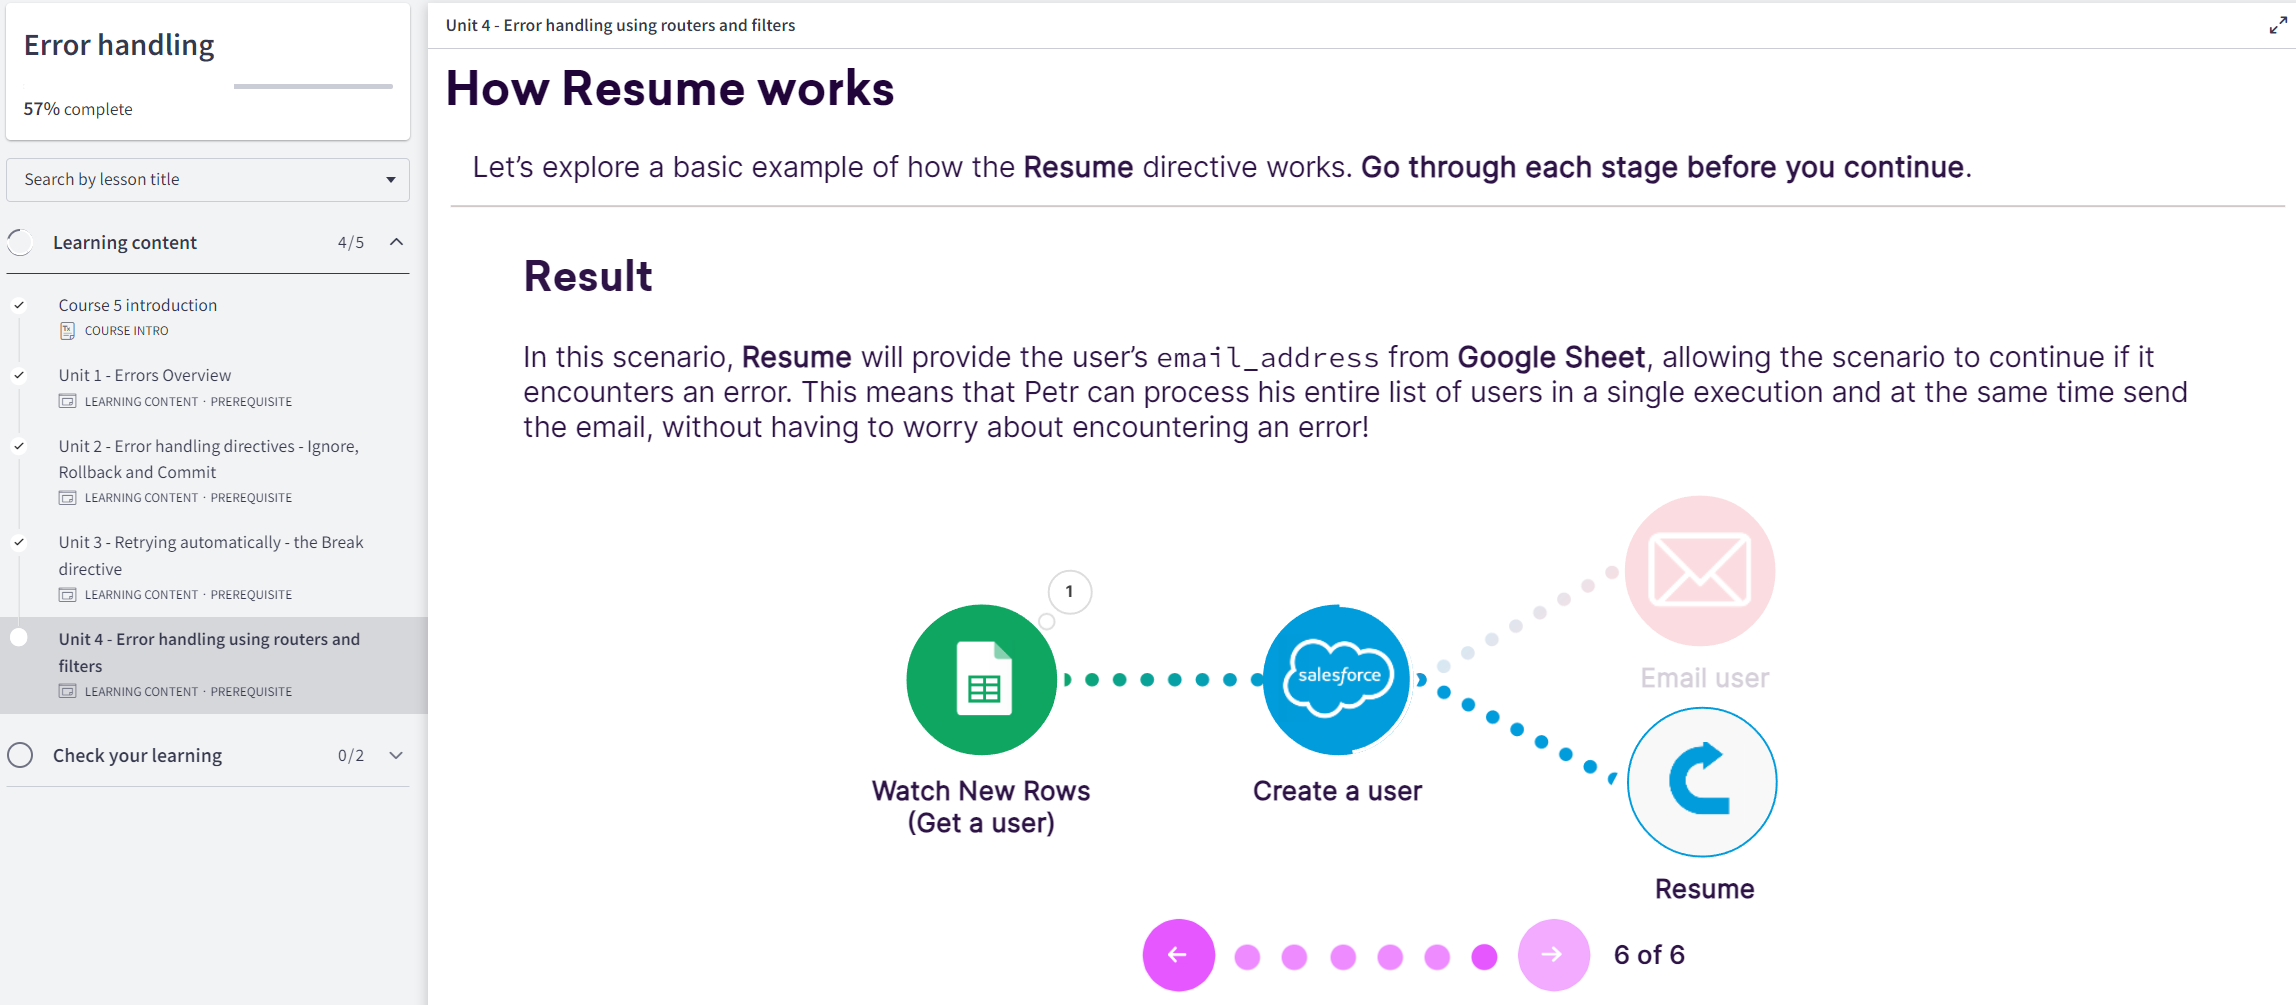 Error handling
57% complete
Search by lesson title
Learning content 4/5
Course 5 introduction
COURSE INTRO
Unit 1 - Errors Overview
LEARNING CONTENT · PREREQUISITE
Unit 2 - Error handling directives - Ignore,
Rollback and Commit
LEARNING CONTENT · PREREQUISITE
Unit 3 - Retrying automatically - the Break
directive
LEARNING CONTENT · PREREQUISITE
Unit 4 - Error handling using routers and
filters
LEARNING CONTENT · PREREQUISITE
Check your learning 0/2
Unit 4 - Error handling using routers and filters
How Resume works
Let's explore a basic example of how the Resume directive works. Go through each stage before you continue.
Result
In this scenario, Resume will provide the user's email_address from Google Sheet, allowing the scenario to continue if it
encounters an error. This means that Petr can process his entire list of users in a single execution and at the same time send
the email, without having to worry about encountering an error!
1
salesforce
Email user
Watch New Rows
(Get a user)
Create a user
Resume
6 of 6